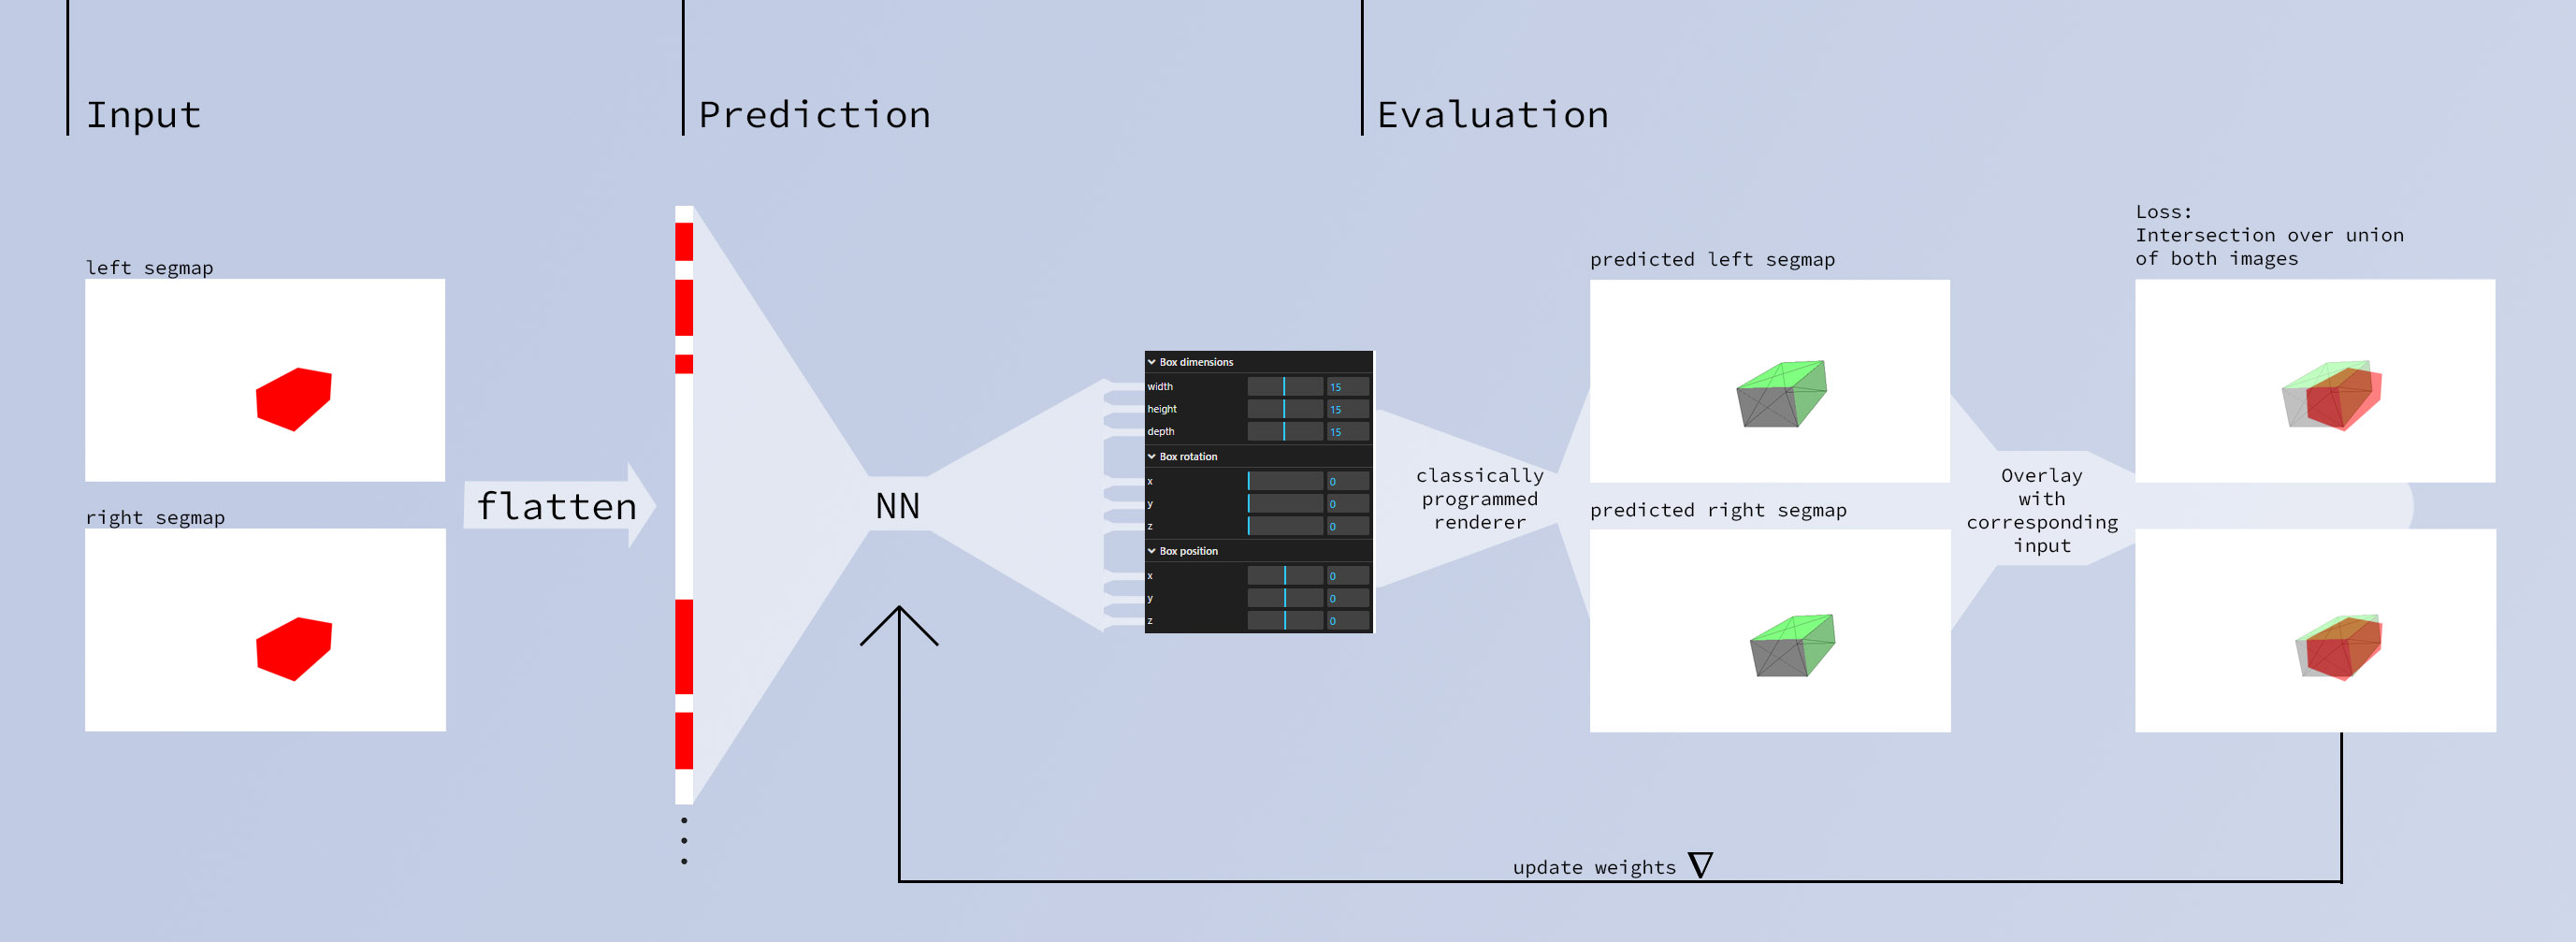 Input
Prediction
Evaluation
left segmap
right segmap
flatten
NN
Box dimensions
width 15
height 15
depth 15
Box rotation
x 0
y 0
z 0
Box position
x 0
y 0
z 0
classically
programmed
renderer
predicted left segmap
predicted right segmap
Overlay
with
corresponding
input
Loss:
Intersection over union
of both images
update weights ∇